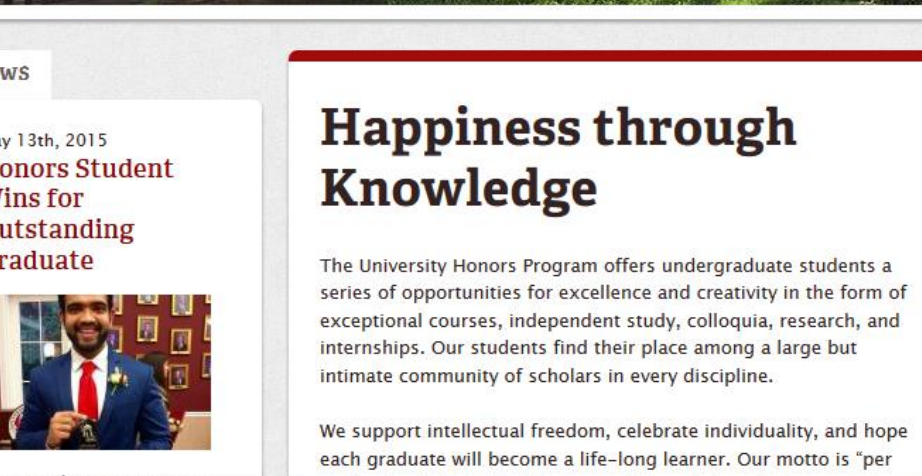 ws
y 13th, 2015
onors Student
ins for
utstanding
raduate
Happiness through
Knowledge
The University Honors Program offers undergraduate students a
series of opportunities for excellence and creativity in the form of
exceptional courses, independent study, colloquia, research, and
internships. Our students find their place among a large but
intimate community of scholars in every discipline.
We support intellectual freedom, celebrate individuality, and hope
each graduate will become a life-long learner. Our motto is “per